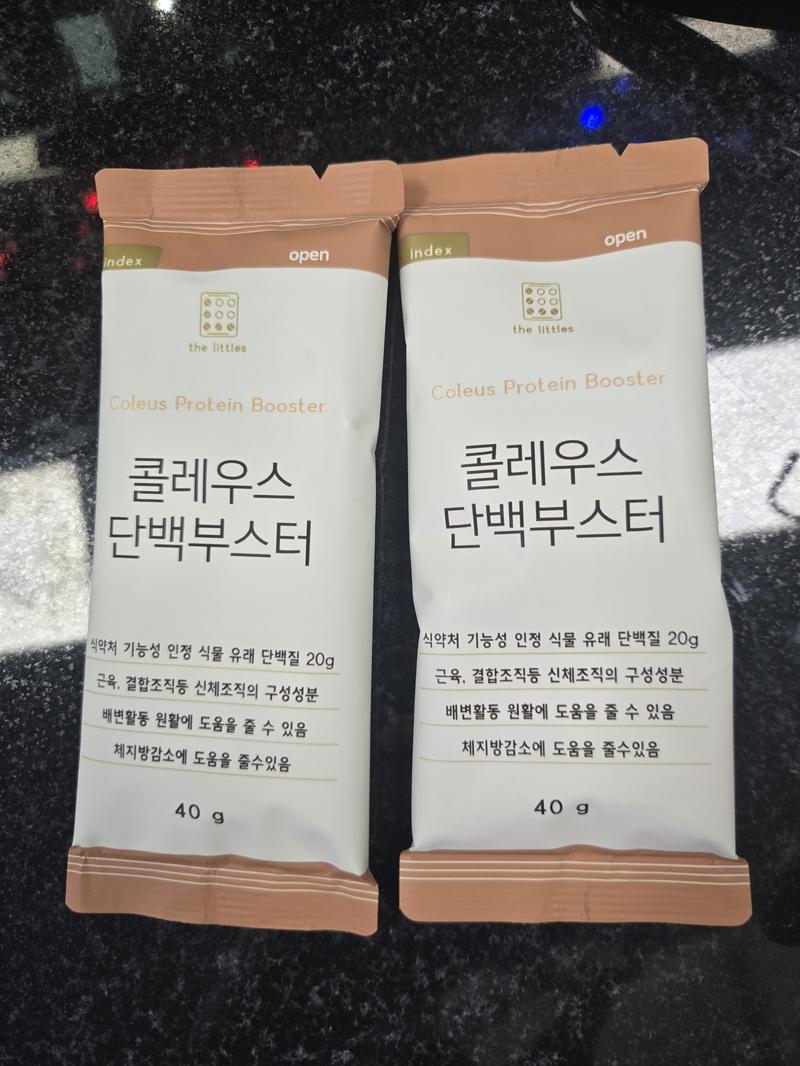 index
open
the littles
Coleus Protein Booster
콜레우스
단백부스터
식약처 기능성 인정 식물 유래 단백질 20g
근육, 결합조직등 신체조직의 구성성분
배변활동 원활에 도움을 줄 수 있음
체지방감소에 도움을 줄수있음
40 g
index
open
the littles
Coleus Protein Booster
콜레우스
단백부스터
식약처 기능성 인정 식물 유래 단백질 20g
근육, 결합조직등 신체조직의 구성성분
배변활동 원활에 도움을 줄 수 있음
체지방감소에 도움을 줄수있음
40 g